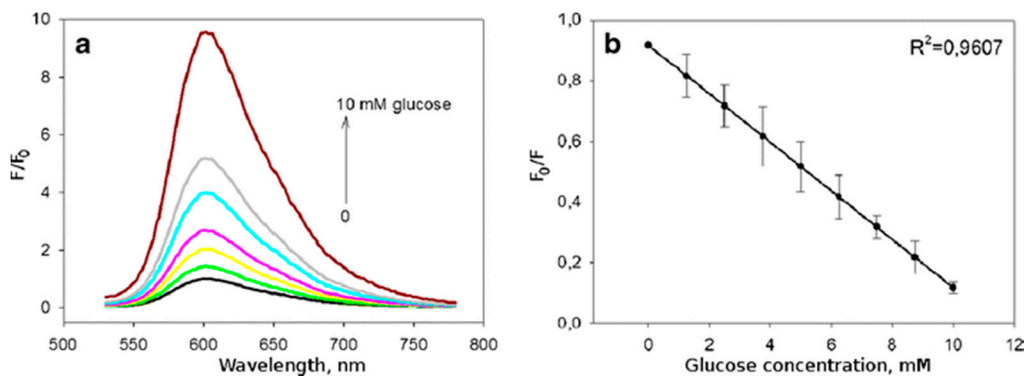 a
F/F0
10
8
6
4
2
0
10 mM glucose
0
500 550 600 650 700 750 800
Wavelength, nm
b
R²=0,9607
F0/F
1,0
0,8
0,6
0,4
0,2
0,0
0 2 4 6 8 10 12
Glucose concentration, mM